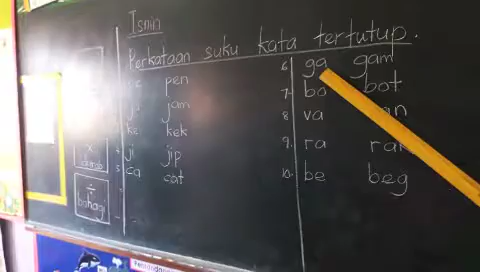 Isnin
Perkataan suku kata tertutup.
pen
ja jam
ke kek
ji jip
ca cat
6. ga gam
7. bo bot
8. va
9. ra
10. be beg
÷
bahagi